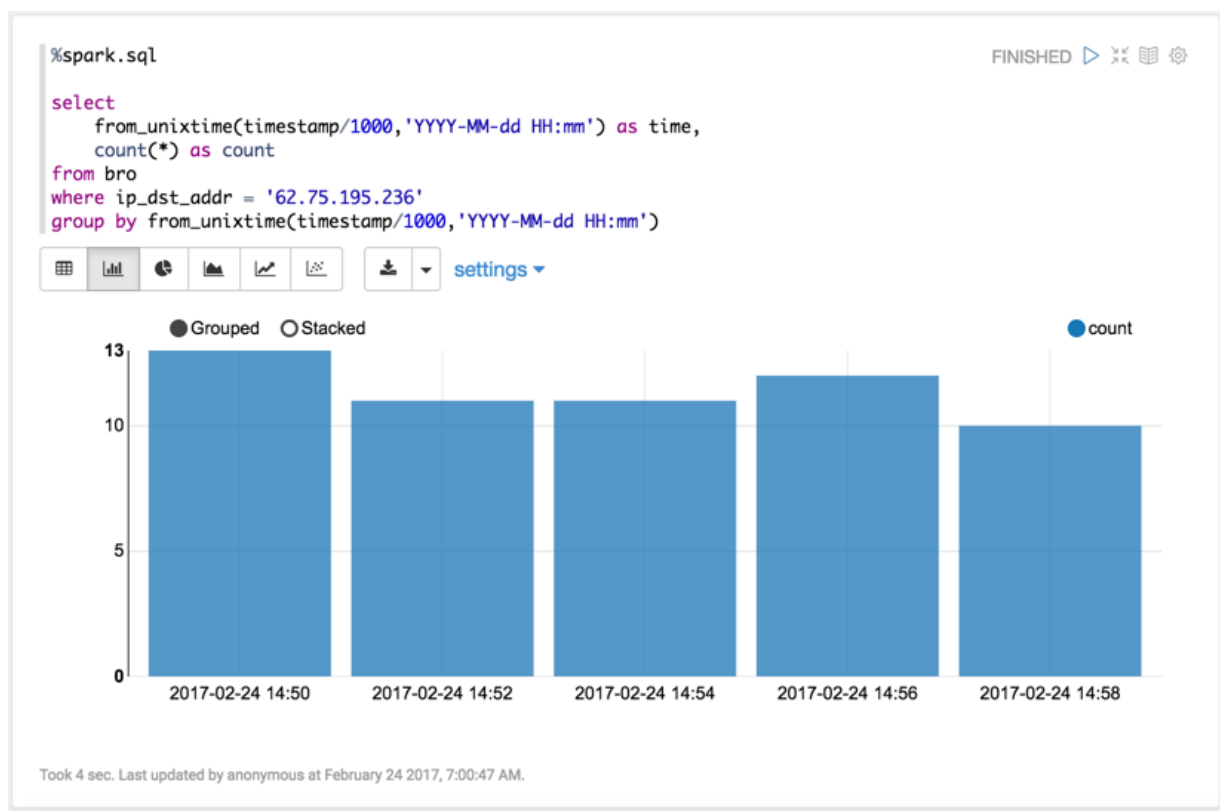 %spark.sql
FINISHED
select
from_unixtime(timestamp/1000,'YYYY-MM-dd HH:mm') as time,
count(*) as count
from bro
where ip_dst_addr = '62.75.195.236'
group by from_unixtime(timestamp/1000,'YYYY-MM-dd HH:mm')
settings
Grouped Stacked count
13
10
5
0
2017-02-24 14:50 2017-02-24 14:52 2017-02-24 14:54 2017-02-24 14:56 2017-02-24 14:58
Took 4 sec. Last updated by anonymous at February 24 2017, 7:00:47 AM.